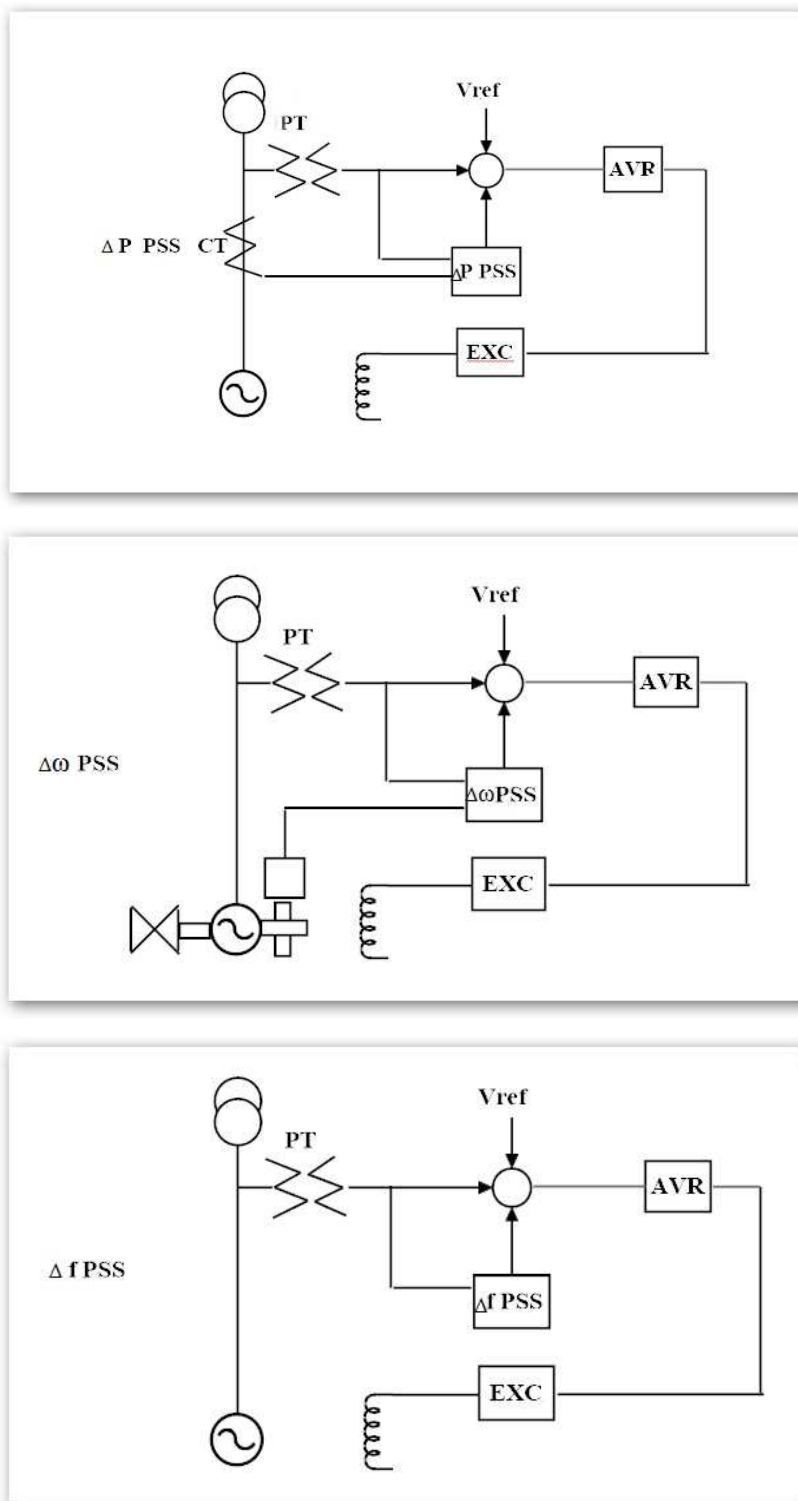 Vref
PT
AVR
Δ P PSS CT
ΔP PSS
EXC
Vref
PT
AVR
Δω PSS
ΔωPSS
EXC
Vref
PT
AVR
Δ f PSS
Δf PSS
EXC